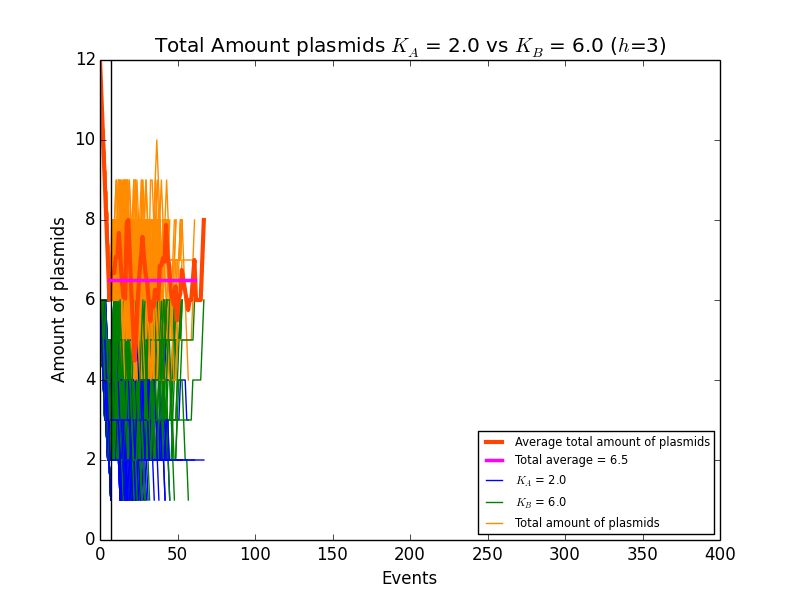 Total Amount plasmids K_A = 2.0 vs K_B = 6.0 (h=3)
12
10
8
6
4
2
0
Amount of plasmids
0 50 100 150 200 250 300 350 400
Events
Average total amount of plasmids
Total average = 6.5
K_A = 2.0
K_B = 6.0
Total amount of plasmids